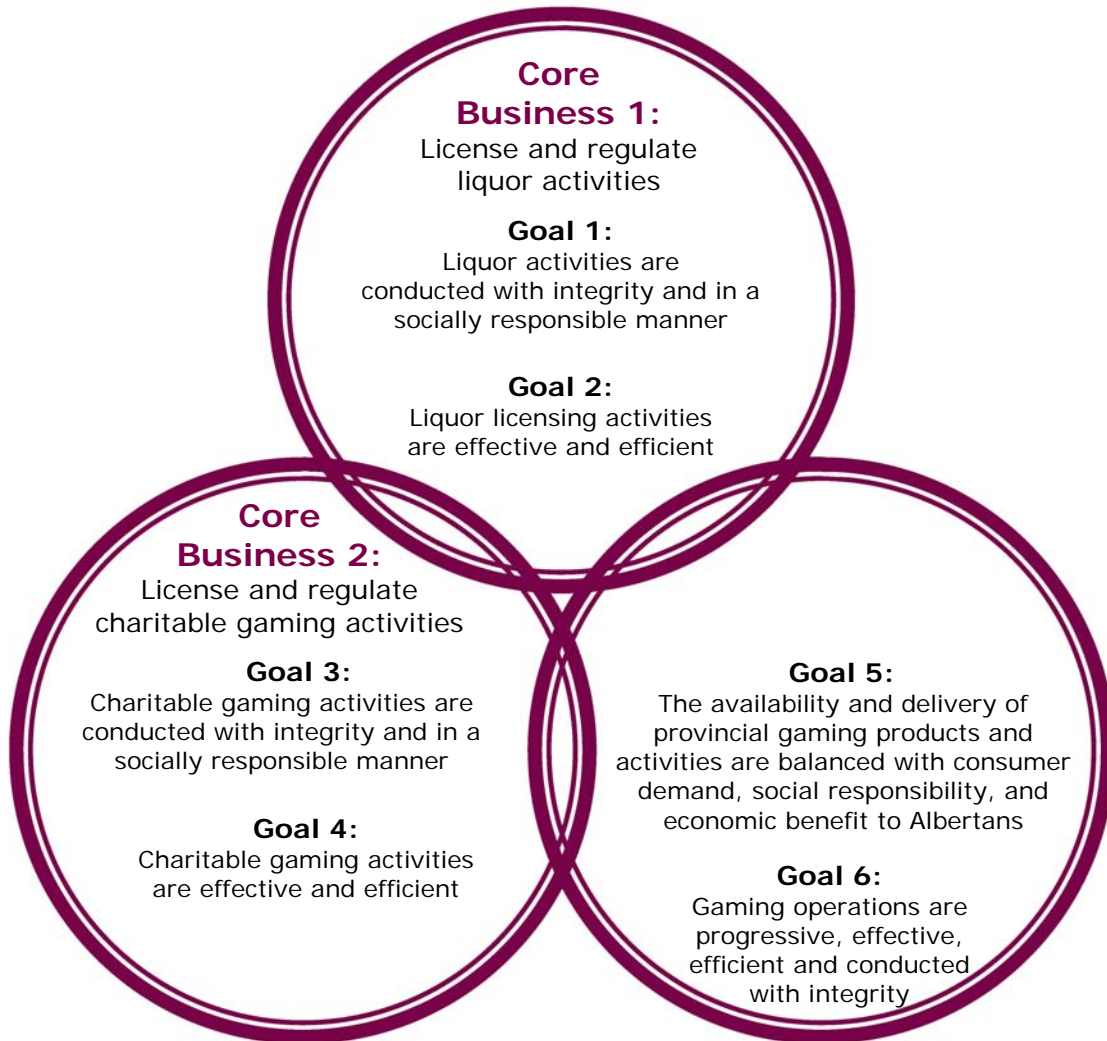 Core
Business 1:
License and regulate
liquor activities
Goal 1:
Liquor activities are
conducted with integrity and in a
socially responsible manner
Goal 2:
Liquor licensing activities
are effective and efficient
Core
Business 2:
License and regulate
charitable gaming activities
Goal 3:
Charitable gaming activities are
conducted with integrity and in a
socially responsible manner
Goal 4:
Charitable gaming activities
are effective and efficient
Goal 5:
The availability and delivery of
provincial gaming products and
activities are balanced with consumer
demand, social responsibility, and
economic benefit to Albertans
Goal 6:
Gaming operations are
progressive, effective,
efficient and conducted
with integrity